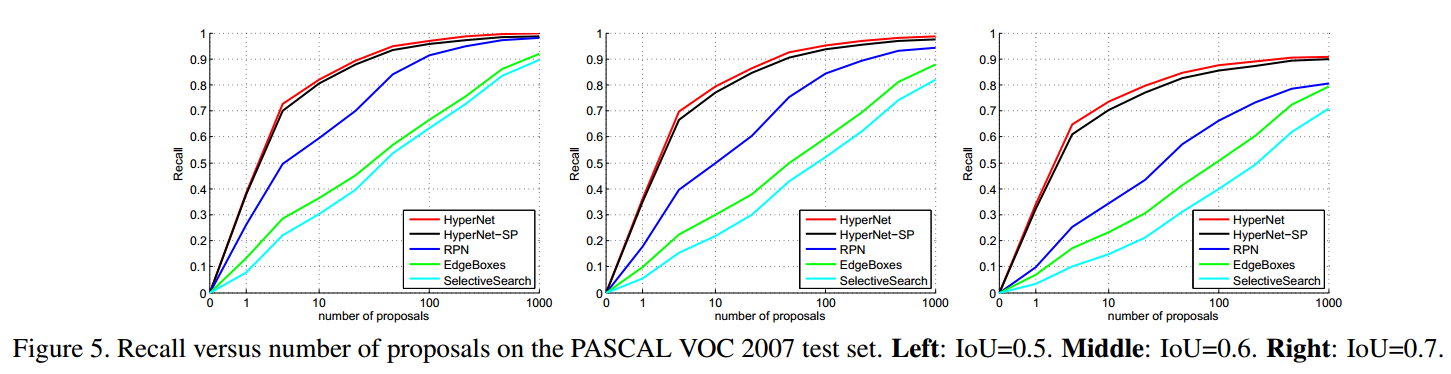 1
0.9
0.8
0.7
0.6
0.5
0.4
0.3
0.2
0.1
0
Recall
0 1 10 100 1000
number of proposals
HyperNet
HyperNet−SP
RPN
EdgeBoxes
SelectiveSearch
1
0.9
0.8
0.7
0.6
0.5
0.4
0.3
0.2
0.1
0
Recall
0 1 10 100 1000
number of proposals
HyperNet
HyperNet−SP
RPN
EdgeBoxes
SelectiveSearch
1
0.9
0.8
0.7
0.6
0.5
0.4
0.3
0.2
0.1
0
Recall
0 1 10 100 1000
number of proposals
HyperNet
HyperNet−SP
RPN
EdgeBoxes
SelectiveSearch
Figure 5. Recall versus number of proposals on the PASCAL VOC 2007 test set. Left: IoU=0.5. Middle: IoU=0.6. Right: IoU=0.7.